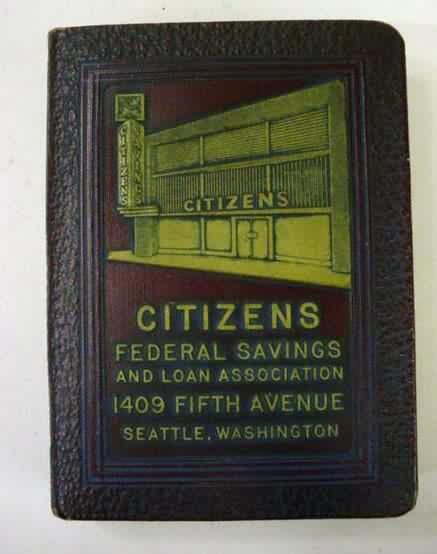 CITIZENS
CITIZENS
CITIZENS
FEDERAL SAVINGS
AND LOAN ASSOCIATION
1409 FIFTH AVENUE
SEATTLE, WASHINGTON